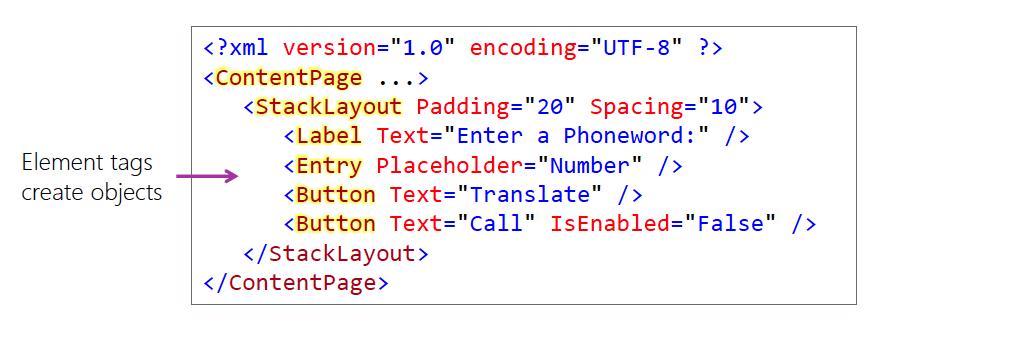 <?xml version="1.0" encoding="UTF-8" ?>
<ContentPage ...>
<StackLayout Padding="20" Spacing="10">
<Label Text="Enter a Phoneword:" />
<Entry Placeholder="Number" />
<Button Text="Translate" />
<Button Text="Call" IsEnabled="False" />
</StackLayout>
</ContentPage>
Element tags
create objects